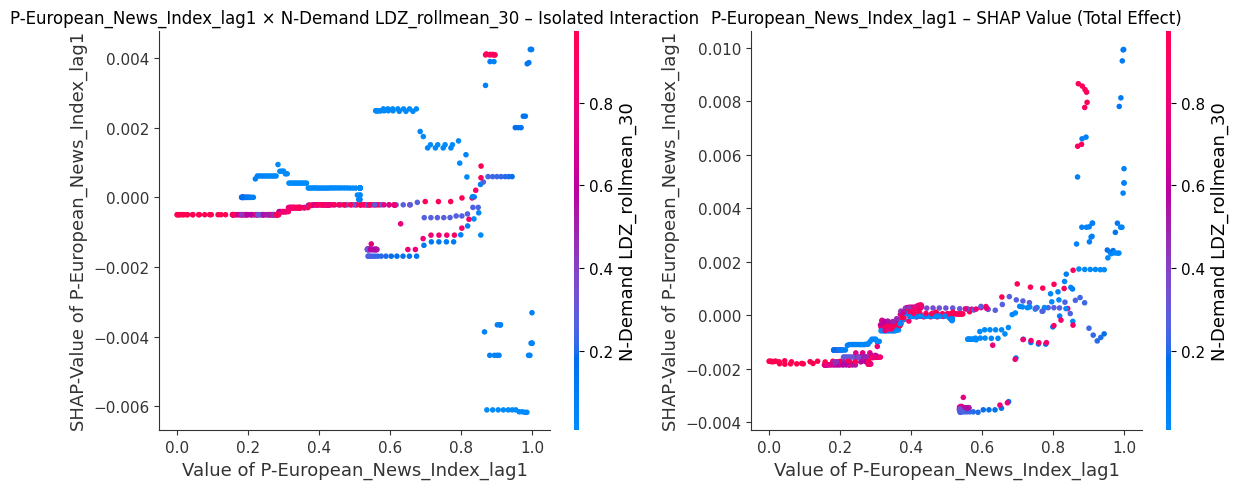 P-European_News_Index_lag1 × N-Demand LDZ_rollmean_30 – Isolated Interaction
SHAP-Value of P-European_News_Index_lag1
0.004
0.002
0.000
−0.002
−0.004
−0.006
0.0 0.2 0.4 0.6 0.8 1.0
Value of P-European_News_Index_lag1
0.8
0.6
0.4
0.2
N-Demand LDZ_rollmean_30
P-European_News_Index_lag1 – SHAP Value (Total Effect)
SHAP-Value of P-European_News_Index_lag1
0.010
0.008
0.006
0.004
0.002
0.000
−0.002
−0.004
0.0 0.2 0.4 0.6 0.8 1.0
Value of P-European_News_Index_lag1
0.8
0.6
0.4
0.2
N-Demand LDZ_rollmean_30